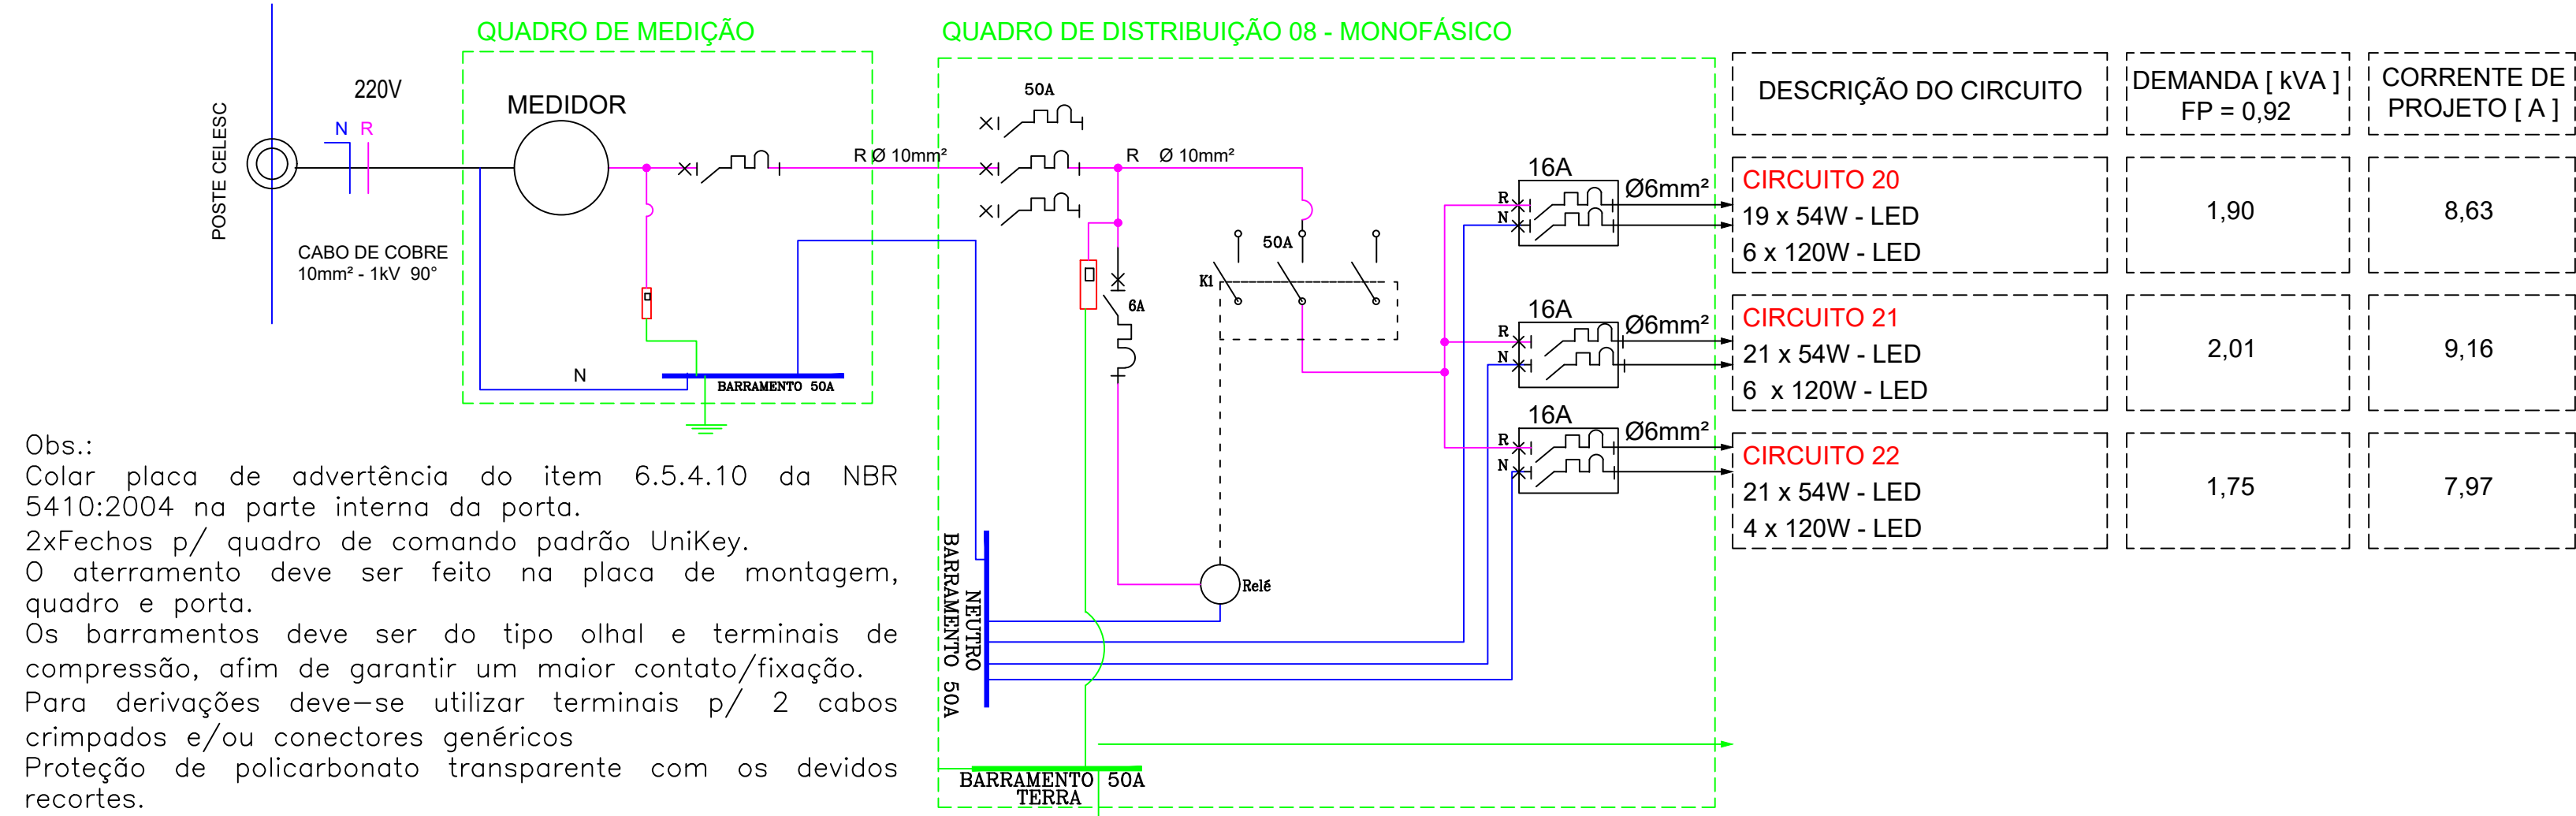 QUADRO DE MEDIÇÃO
QUADRO DE DISTRIBUIÇÃO 08 - MONOFÁSICO
POSTE CELESC
220V
N R
CABO DE COBRE
10mm² - 1kV 90°
MEDIDOR
N
BARRAMENTO 50A
R Ø 10mm²
50A
R Ø 10mm²
6A
50A
K1
Relé
NEUTRO
BARRAMENTO 50A
BARRAMENTO 50A
TERRA
16A
R
N
Ø6mm²
16A
R
N
Ø6mm²
16A
R
N
Ø6mm²
DESCRIÇÃO DO CIRCUITO
DEMANDA [ kVA ]
FP = 0,92
CORRENTE DE
PROJETO [ A ]
CIRCUITO 20
19 x 54W - LED
6 x 120W - LED
1,90
8,63
CIRCUITO 21
21 x 54W - LED
6 x 120W - LED
2,01
9,16
CIRCUITO 22
21 x 54W - LED
4 x 120W - LED
1,75
7,97
Obs.:
Colar placa de advertência do item 6.5.4.10 da NBR
5410:2004 na parte interna da porta.
2xFechos p/ quadro de comando padrão UniKey.
O aterramento deve ser feito na placa de montagem,
quadro e porta.
Os barramentos deve ser do tipo olhal e terminais de
compressão, afim de garantir um maior contato/fixação.
Para derivações deve-se utilizar terminais p/ 2 cabos
crimpados e/ou conectores genéricos
Proteção de policarbonato transparente com os devidos
recortes.